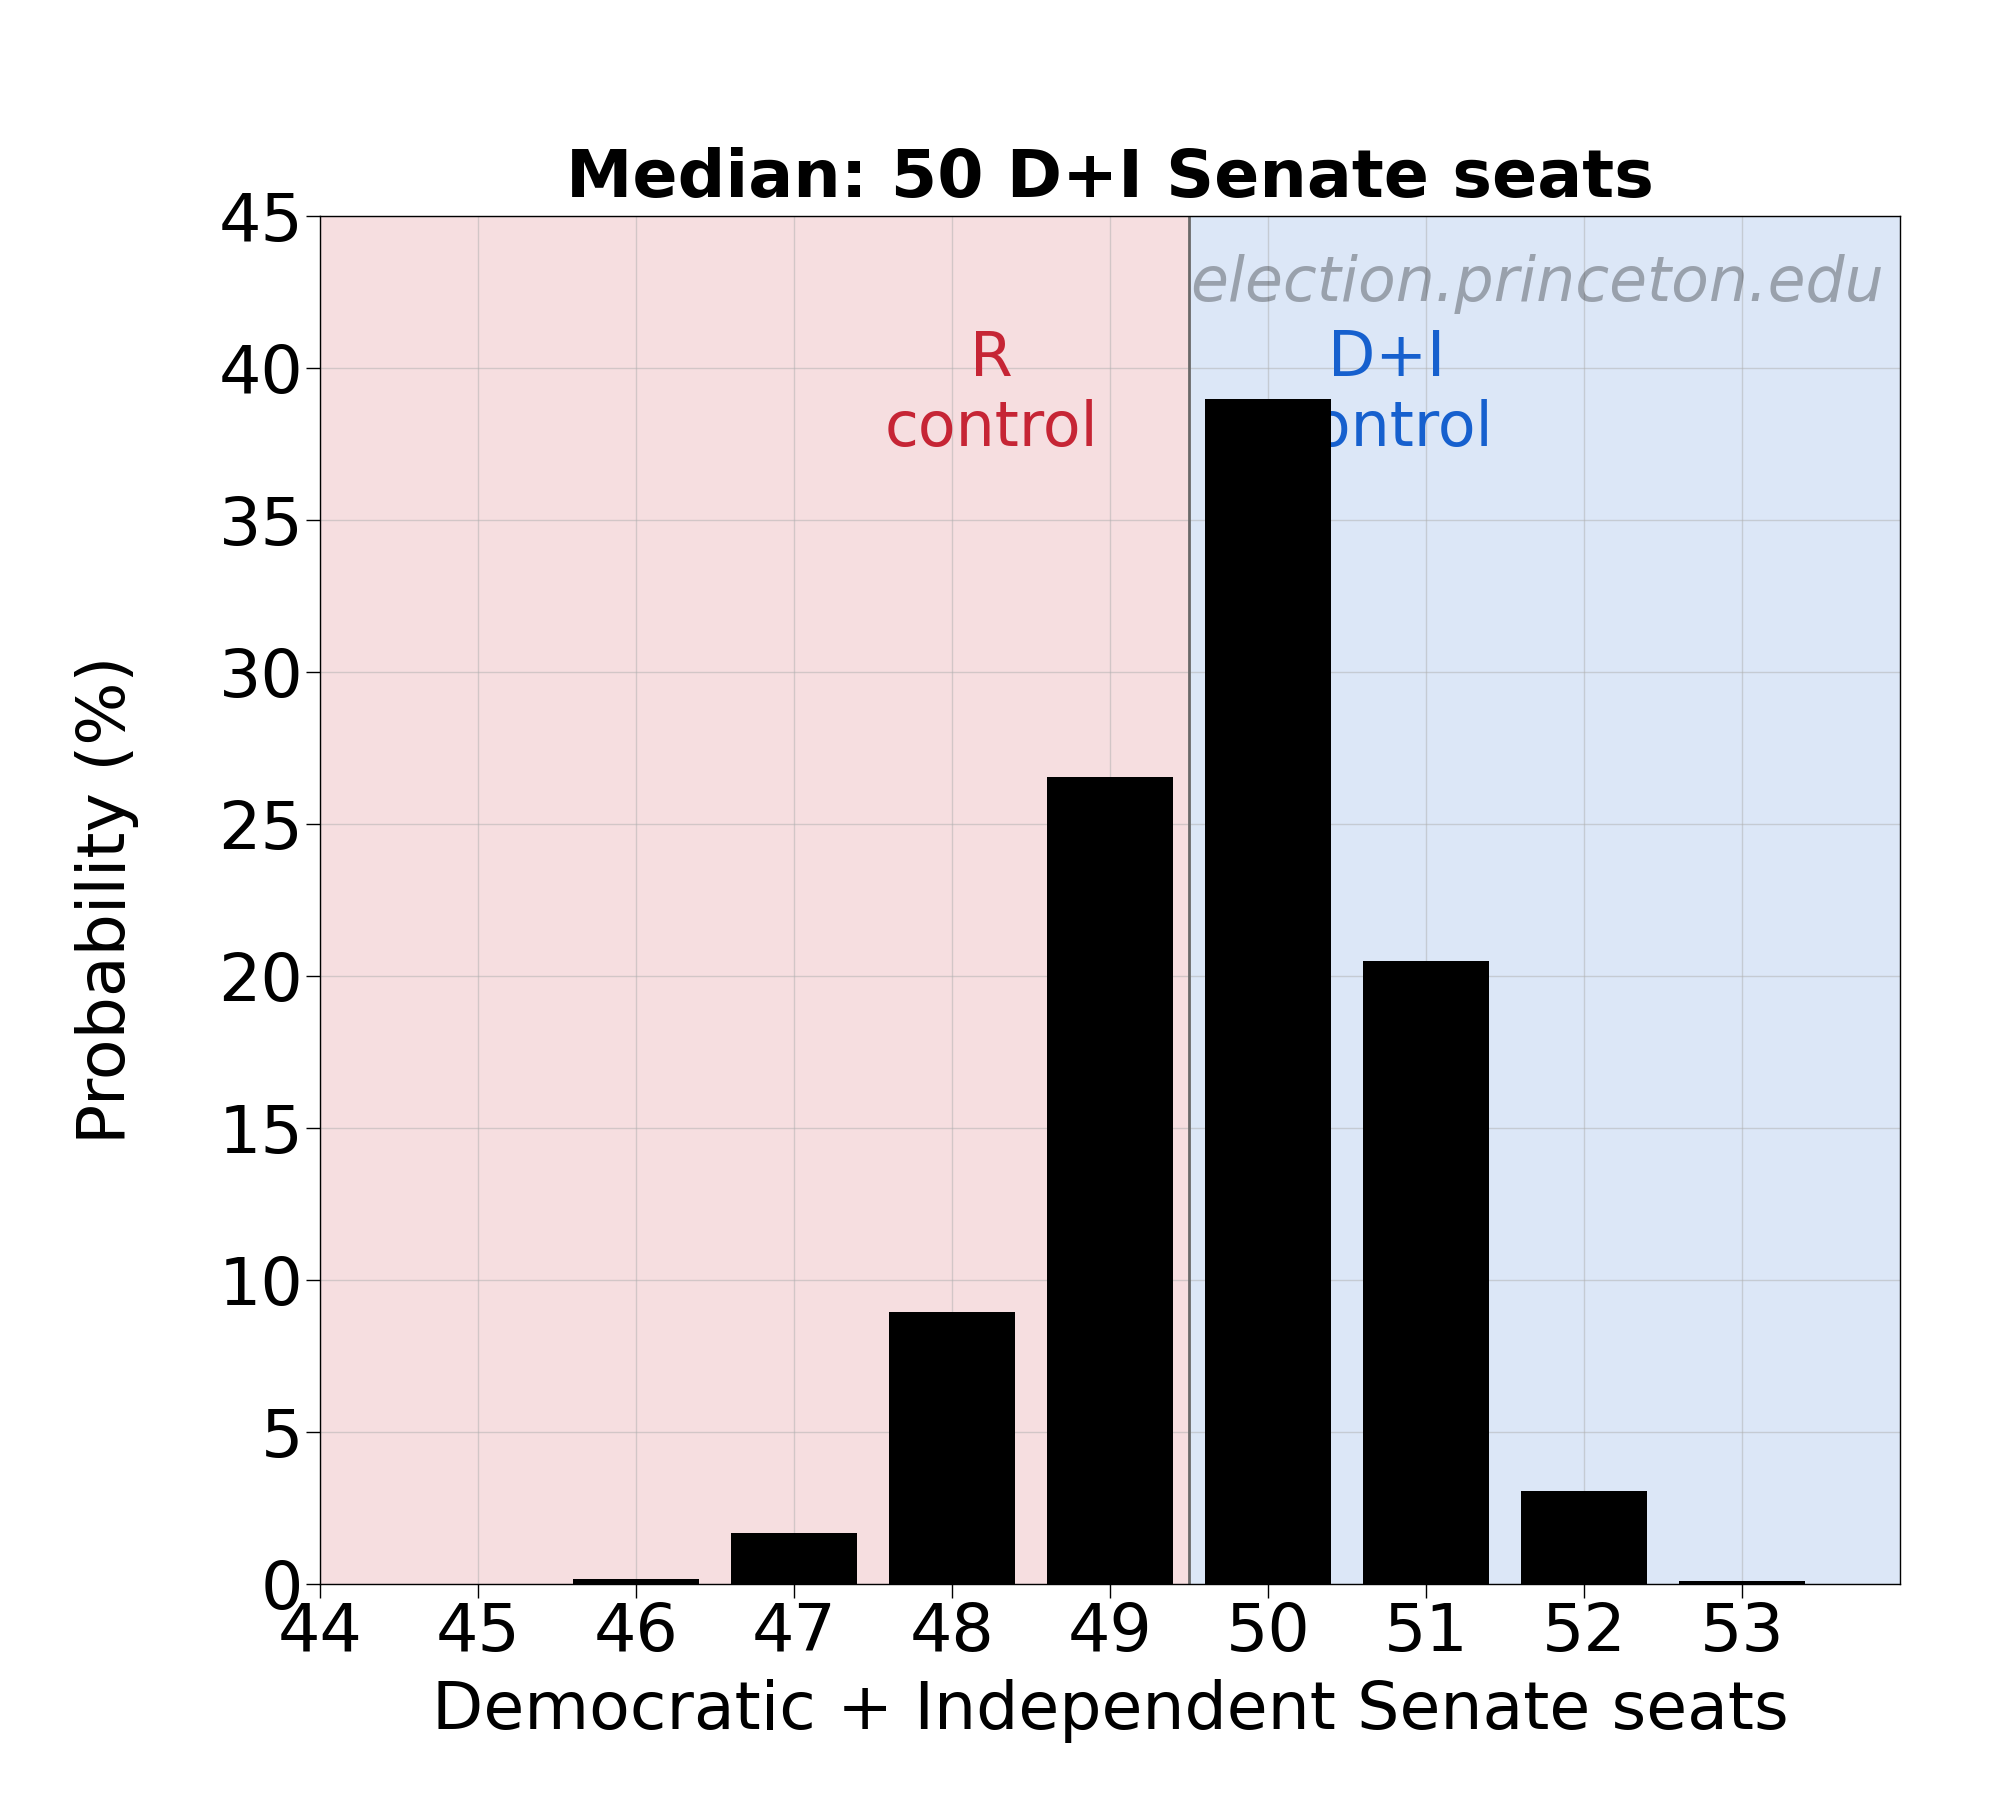 Median: 50 D+I Senate seats
election.princeton.edu
R
control
D+I
ontrol
45
40
35
30
25
20
15
10
5
0
Probability (%)
44 45 46 47 48 49 50 51 52 53
Democratic + Independent Senate seats